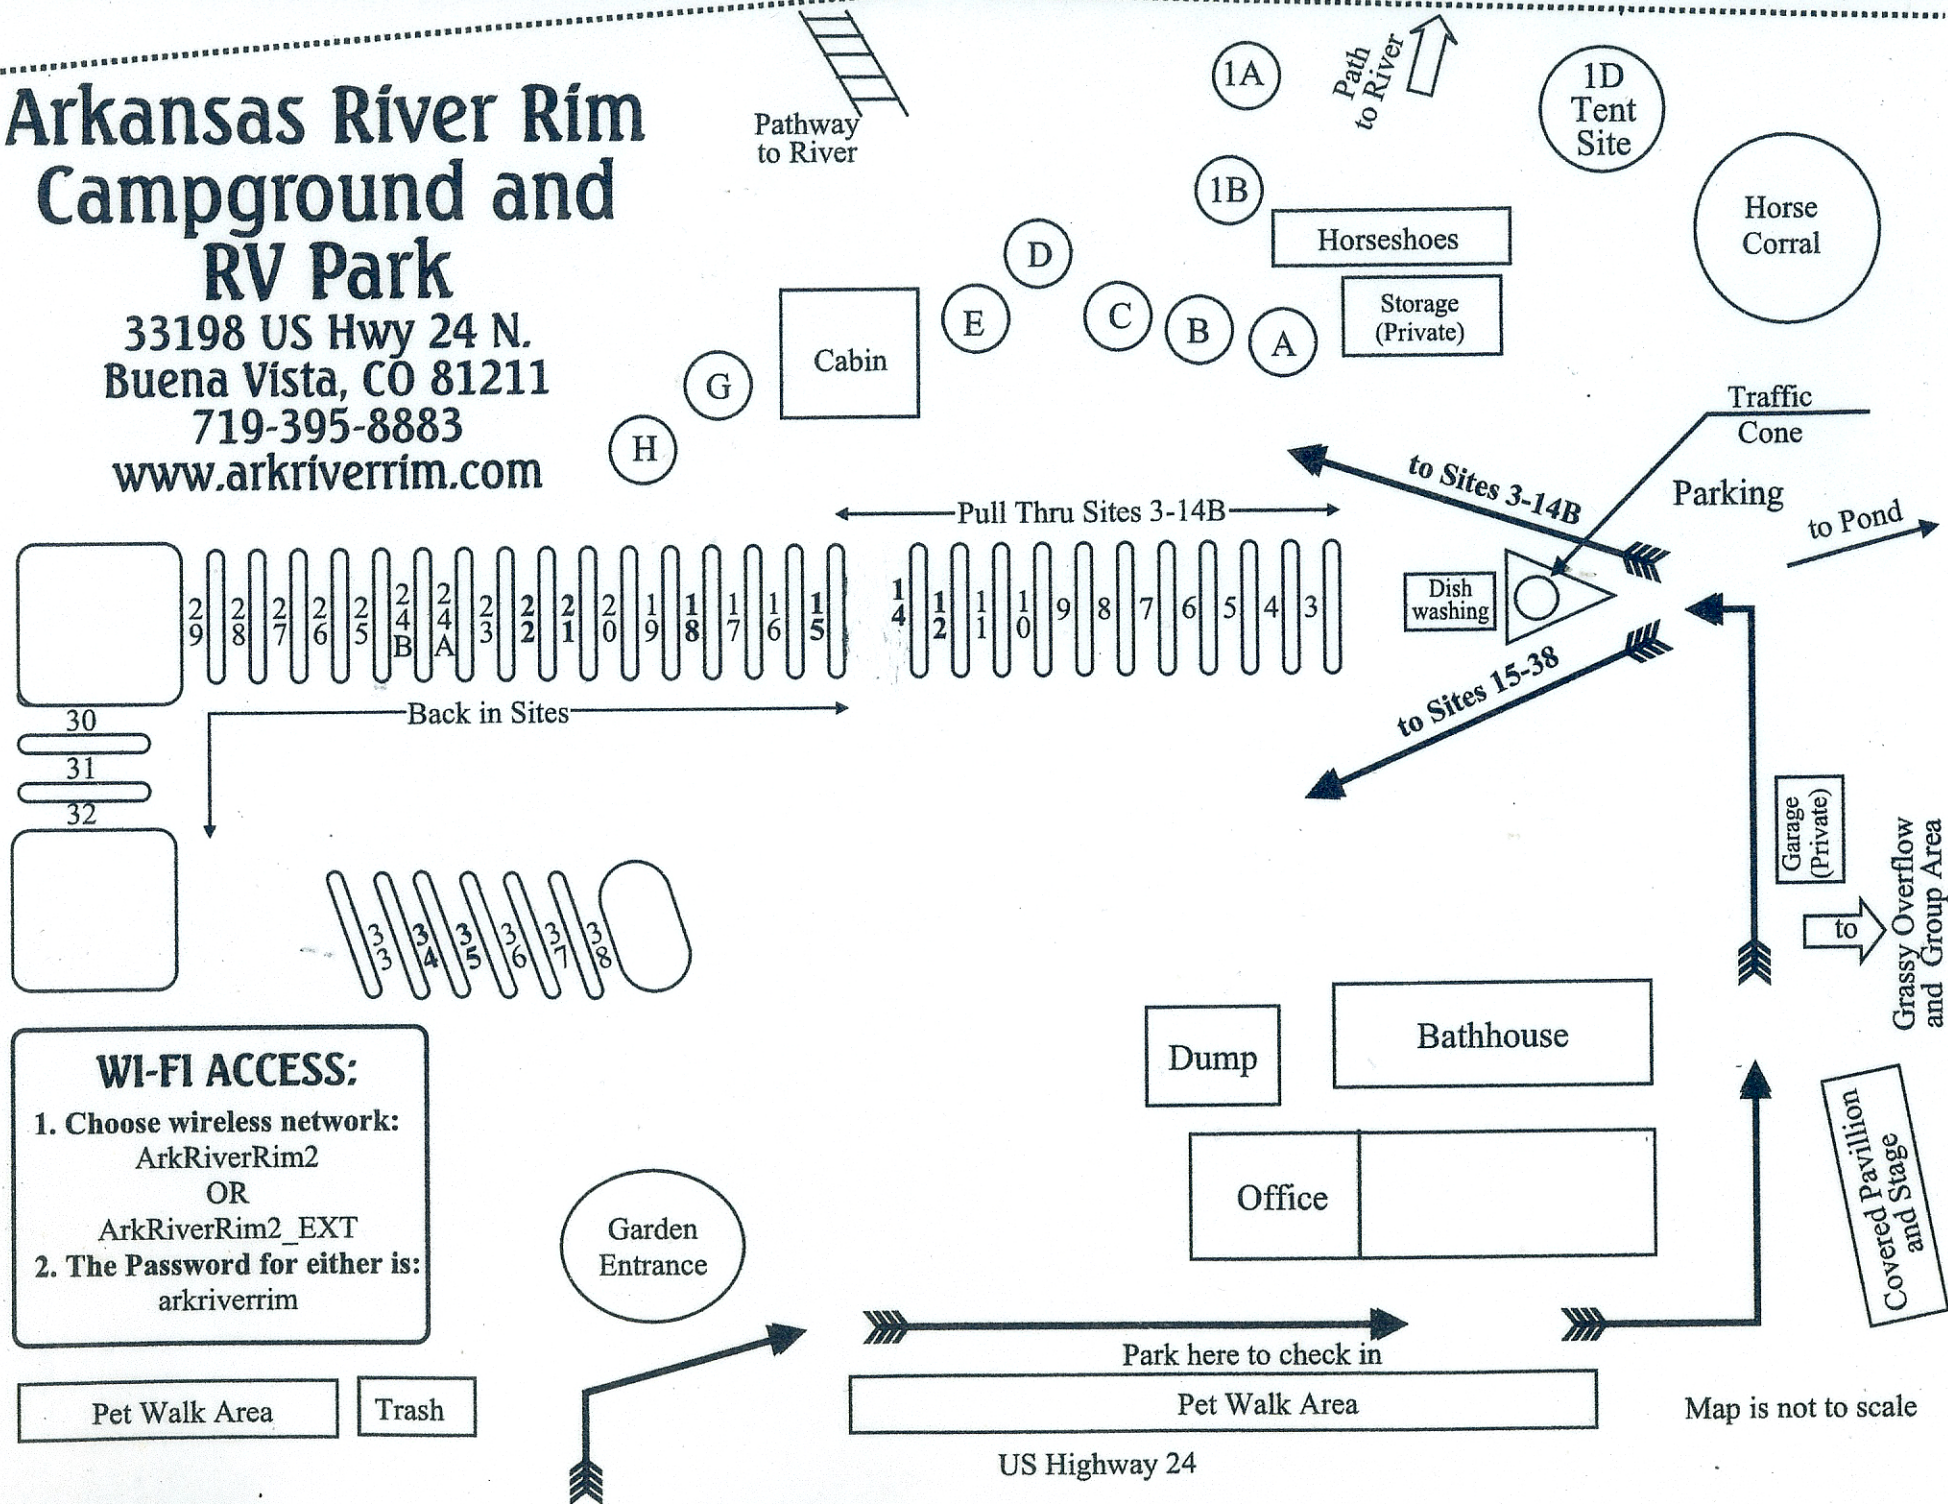 Arkansas River Rim
Campground and
RV Park
33198 US Hwy 24 N.
Buena Vista, CO 81211
719-395-8883
www.arkriverrim.com
Pathway
to River
1A
Path
to River
1D
Tent
Site
1B
Horseshoes
Horse
Corral
D
E
C
B
A
Storage
(Private)
Cabin
G
H
Traffic
Cone
to Sites 3-14B
Parking
to Pond
Pull Thru Sites 3-14B
29
28
27
26
25
24B
24A
23
22
21
20
19
18
17
16
15
14
12
11
10
9
8
7
6
5
4
3
Dish
washing
to Sites 15-38
Back in Sites
30
31
32
33
34
35
36
37
38
Garage
(Private)
to
Grassy Overflow
and Group Area
Dump
Bathhouse
Office
Covered Pavillion
and Stage
WI-FI ACCESS:
1. Choose wireless network:
ArkRiverRim2
OR
ArkRiverRim2_EXT
2. The Password for either is:
arkriverrim
Garden
Entrance
Park here to check in
Pet Walk Area
Trash
Pet Walk Area
Map is not to scale
US Highway 24